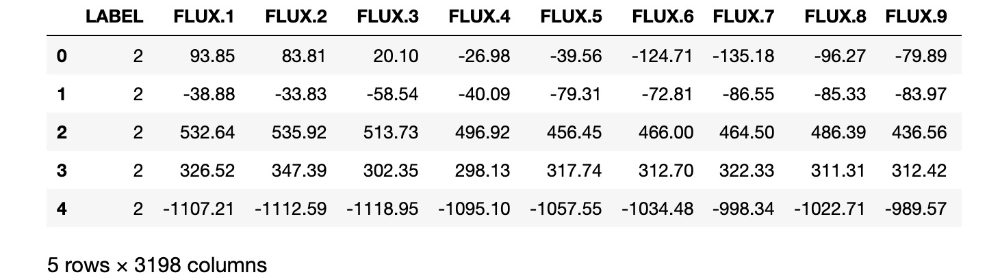 LABEL FLUX.1 FLUX.2 FLUX.3 FLUX.4 FLUX.5 FLUX.6 FLUX.7 FLUX.8 FLUX.9
0 2 93.85 83.81 20.10 -26.98 -39.56 -124.71 -135.18 -96.27 -79.89
1 2 -38.88 -33.83 -58.54 -40.09 -79.31 -72.81 -86.55 -85.33 -83.97
2 2 532.64 535.92 513.73 496.92 456.45 466.00 464.50 486.39 436.56
3 2 326.52 347.39 302.35 298.13 317.74 312.70 322.33 311.31 312.42
4 2 -1107.21 -1112.59 -1118.95 -1095.10 -1057.55 -1034.48 -998.34 -1022.71 -989.57
5 rows × 3198 columns